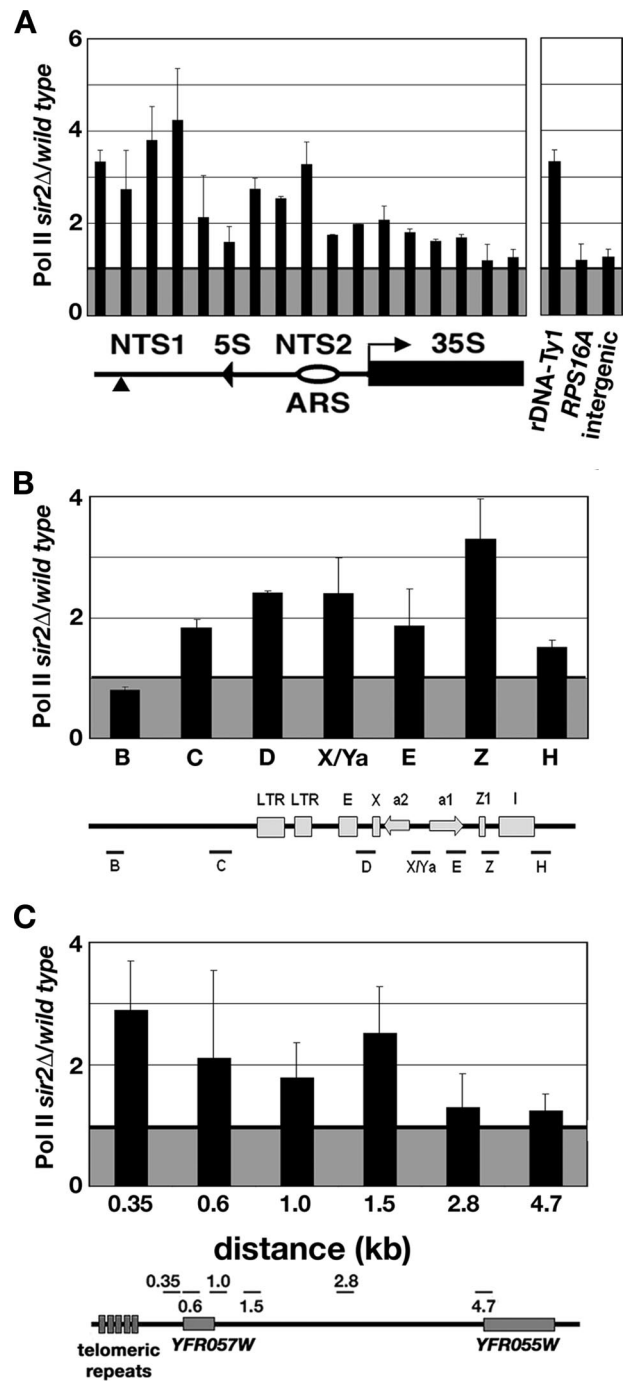 A
Pol II sir2Δ/wild type
6
4
2
0
NTS1 5S NTS2 35S
ARS
rDNA-Ty1
RPS16A
intergenic
B
Pol II sir2Δ/wild type
4
2
0
B C D X/Ya E Z H
LTR LTR E X a2 a1 Z1 I
B C D X/Ya E Z H
C
Pol II sir2Δ/wild type
4
2
0
0.35 0.6 1.0 1.5 2.8 4.7
distance (kb)
0.35 1.0 2.8
0.6 1.5 4.7
telomeric
repeats
YFR057W YFR055W